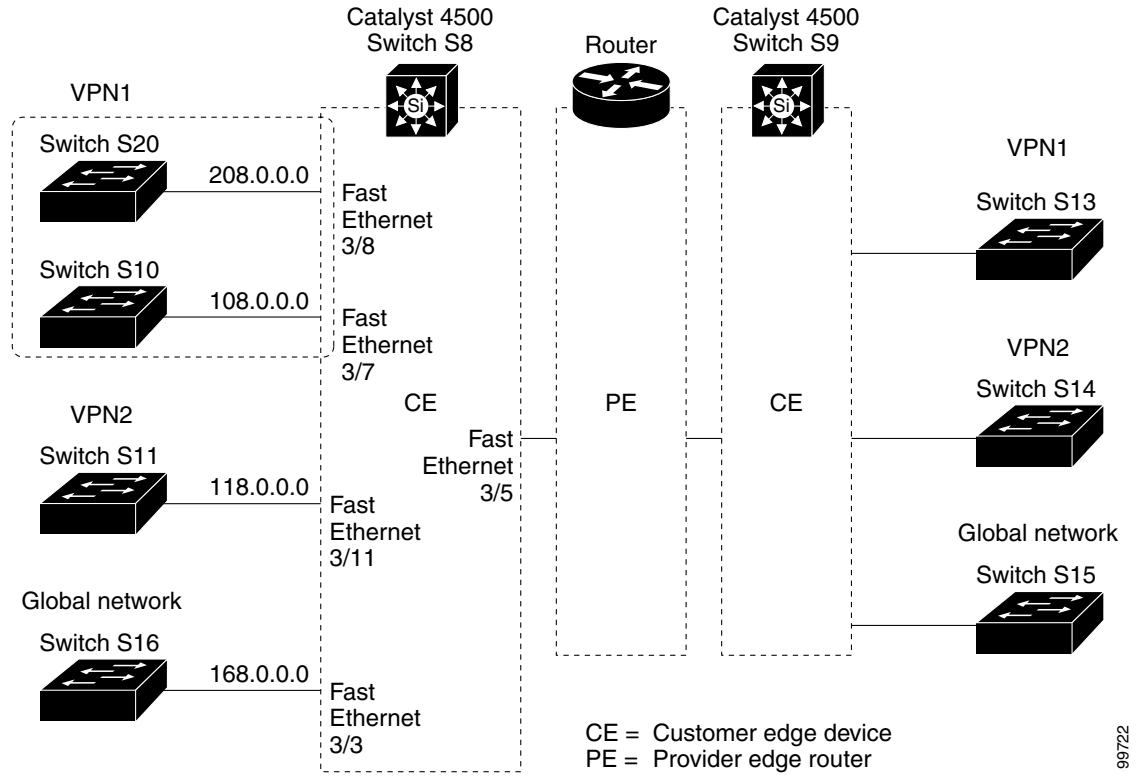 Catalyst 4500
Switch S8
Router
Catalyst 4500
Switch S9
Si
Si
VPN1
Switch S20
208.0.0.0
Fast
Ethernet
3/8
Switch S10
108.0.0.0
Fast
Ethernet
3/7
VPN2
Switch S11
118.0.0.0
Fast
Ethernet
3/11
Global network
Switch S16
168.0.0.0
Fast
Ethernet
3/3
CE
Fast
Ethernet
3/5
PE
CE
VPN1
Switch S13
VPN2
Switch S14
Global network
Switch S15
CE = Customer edge device
PE = Provider edge router
99722